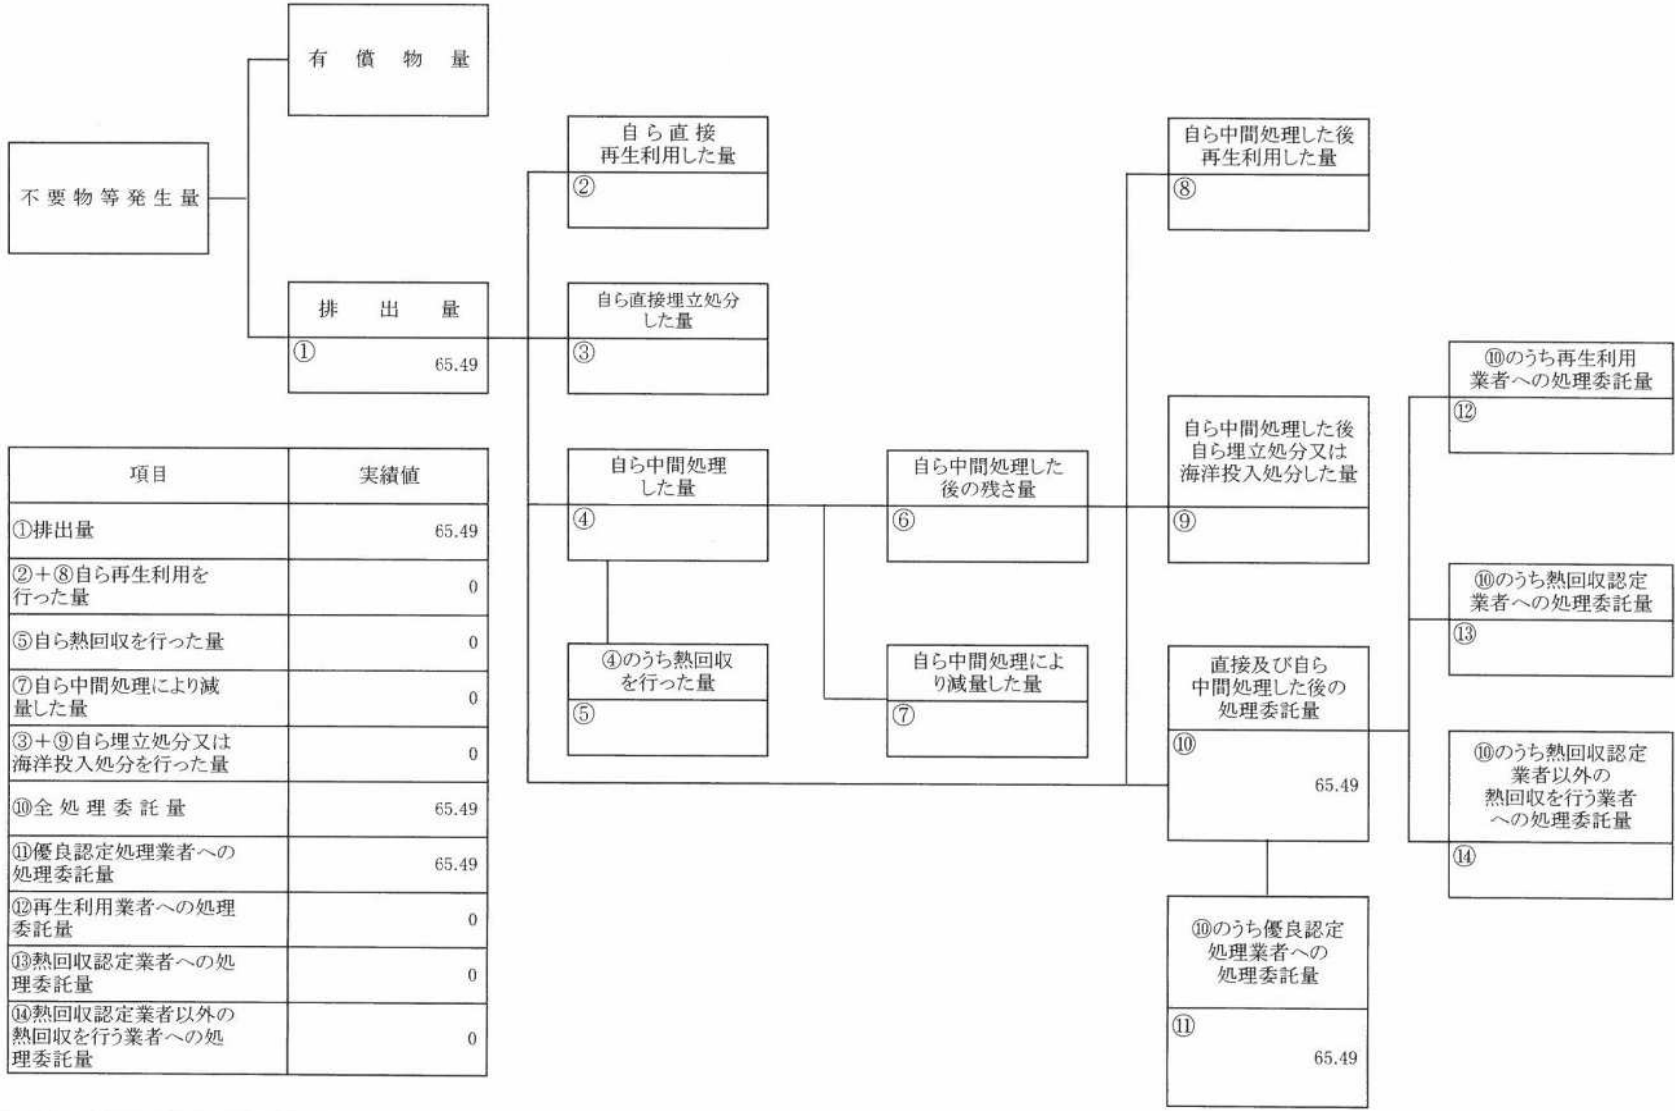 有償物量
不要物等発生量
排出量
①
65.49
自ら直接
再生利用した量
②
自ら直接埋立処分
した量
③
自ら中間処理
した量
④
④のうち熱回収
を行った量
⑤
自ら中間処理した
後の残さ量
⑥
自ら中間処理によ
り減量した量
⑦
自ら中間処理した後
再生利用した量
⑧
自ら中間処理した後
自ら埋立処分又は
海洋投入処分した量
⑨
直接及び自ら
中間処理した後の
処理委託量
⑩
65.49
⑩のうち優良認定
処理業者への
処理委託量
⑪
65.49
⑩のうち再生利用
業者への処理委託量
⑫
⑩のうち熱回収認定
業者への処理委託量
⑬
⑩のうち熱回収認定
業者以外の
熱回収を行う業者
への処理委託量
⑭
項目 実績値
①排出量 65.49
②+⑧自ら再生利用を
行った量 0
⑤自ら熱回収を行った量 0
⑦自ら中間処理により減
量した量 0
③+⑨自ら埋立処分又は
海洋投入処分を行った量 0
⑩全処理委託量 65.49
⑪優良認定処理業者への
処理委託量 65.49
⑫再生利用業者への処理
委託量 0
⑬熱回収認定業者への処
理委託量 0
⑭熱回収認定業者以外の
熱回収を行う業者への処
理委託量 0